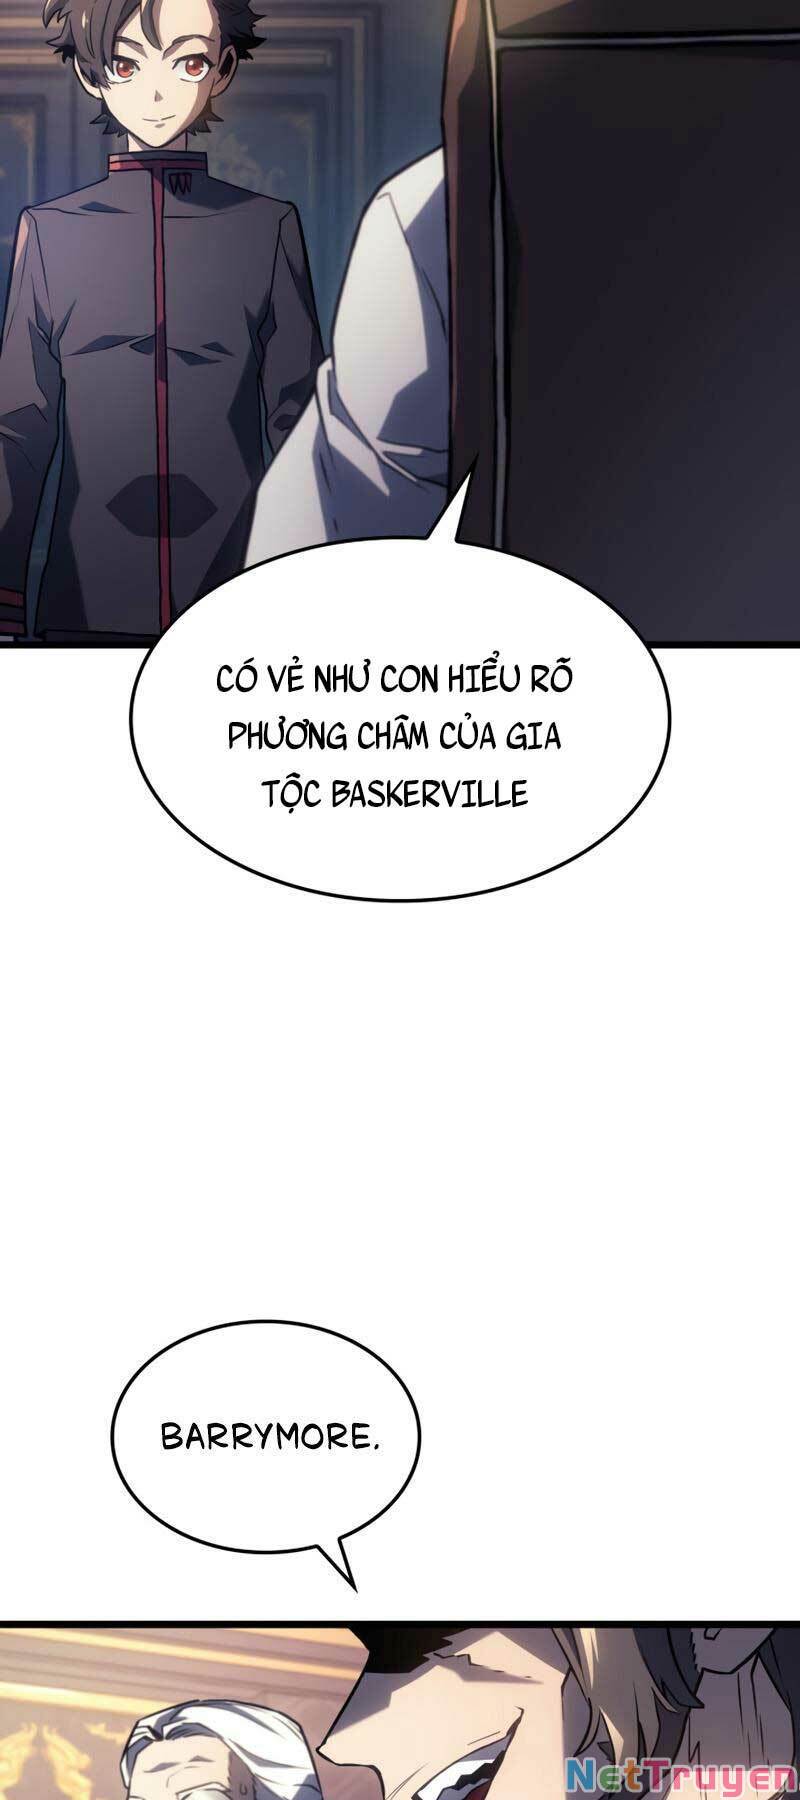 CÓ VẺ NHƯ CON HIỂU RÕ
PHƯƠNG CHÂM CỦA GIA
TỘC BASKERVILLE
BARRYMORE.
NetTruyen